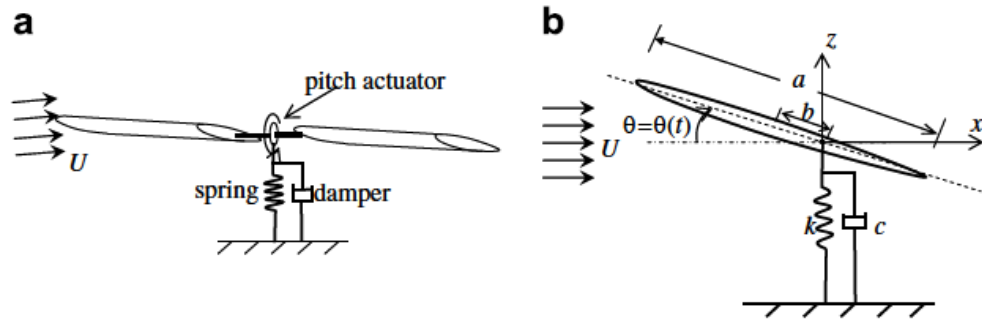 a
pitch actuator
U
spring
damper
b
z
a
b
x
θ=θ(t)
U
k
c